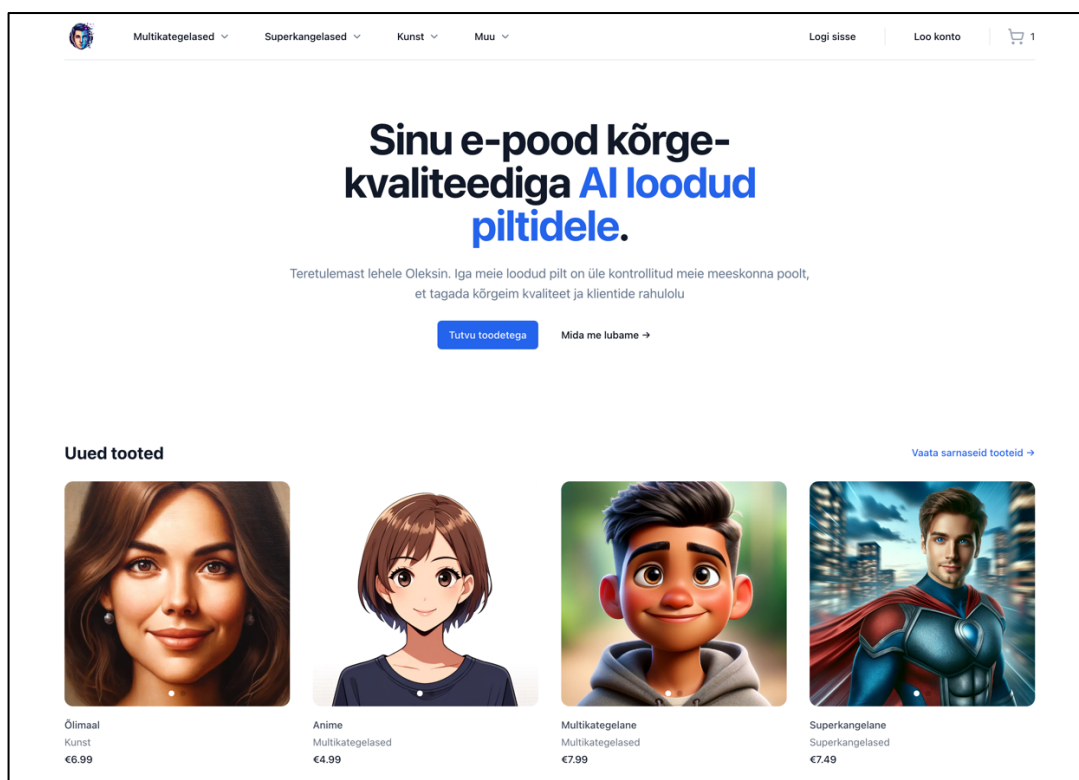 Multikategelased Superkangelased Kunst Muu Logi sisse Loo konto 1
Sinu e-pood kõrge-
kvaliteediga AI loodud
piltidele.
Teretulemast lehele Oleksin. Iga meie loodud pilt on üle kontrollitud meie meeskonna poolt,
et tagada kõrgeim kvaliteet ja klientide rahulolu
Tutvu toodetega Mida me lubame →
Uued tooted Vaata sarnaseid tooteid →
Õlimaal Anime Multikategelane Superkangelane
Kunst Multikategelased Multikategelased Superkangelased
€6.99 €4.99 €7.99 €7.49